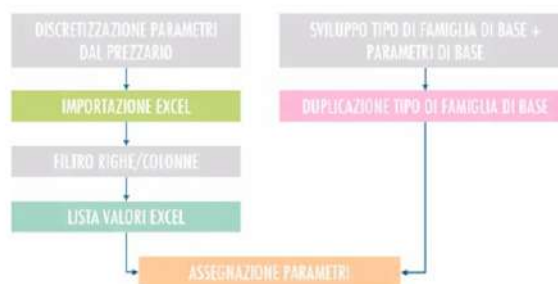 DISCRETIZZAZIONE PARAMETRI
DAL PREZZARIO
IMPORTAZIONE EXCEL
FILTRO RIGHE/COLONNE
LISTA VALORI EXCEL
SVILUPPO TIPO DI FAMIGLIA DI BASE +
PARAMETRI DI BASE
DUPLICAZIONE TIPO DI FAMIGLIA DI BASE
ASSEGNAZIONE PARAMETRI